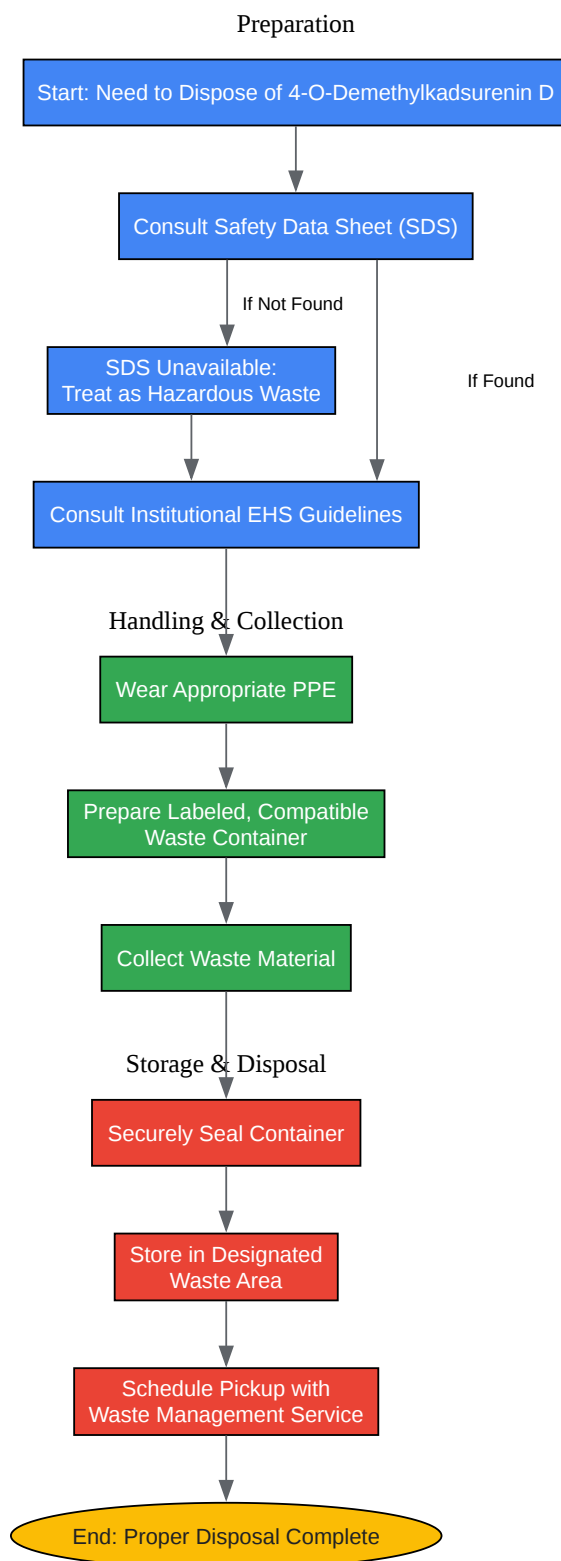 Preparation
Start: Need to Dispose of 4-O-Demethylkadsurenin D
Consult Safety Data Sheet (SDS)
If Not Found
SDS Unavailable:
Treat as Hazardous Waste
If Found
Consult Institutional EHS Guidelines
Handling & Collection
Wear Appropriate PPE
Prepare Labeled, Compatible
Waste Container
Collect Waste Material
Storage & Disposal
Securely Seal Container
Store in Designated
Waste Area
Schedule Pickup with
Waste Management Service
End: Proper Disposal Complete